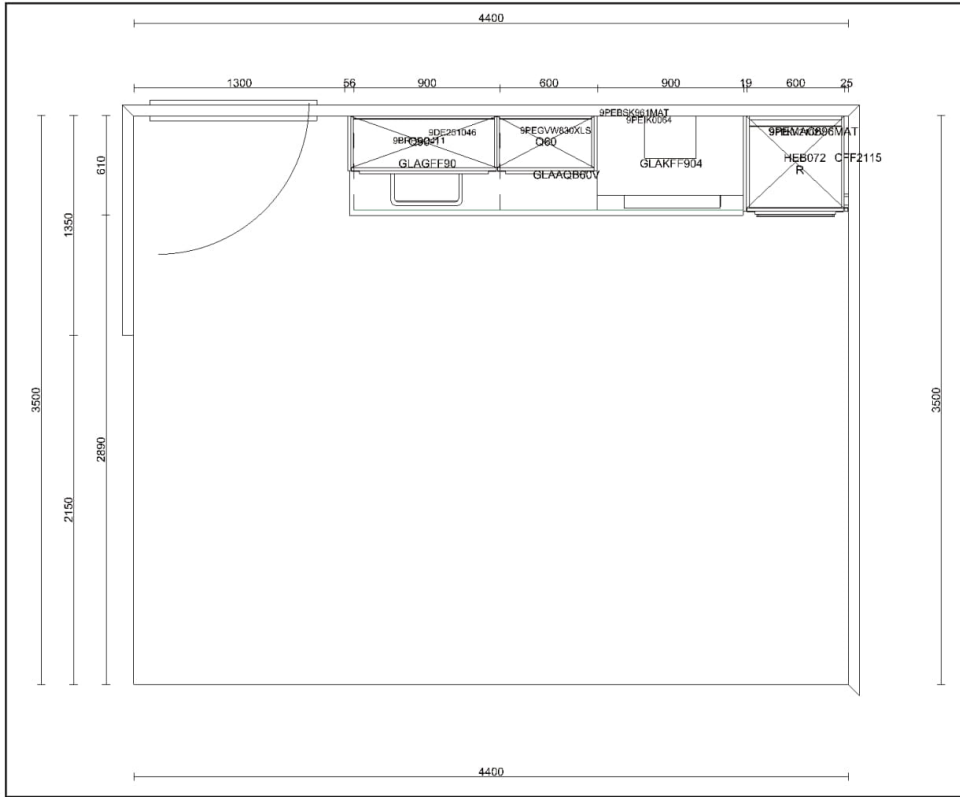 4400
1300
56
900
600
900
19
600
25
9PEBSK961MAT
9PEIK0064
9DE251046
9PEGVW830XLS
Q60
GLAGFF90
GLAAQB60V
GLAKFF904
HEB072
CFF2115
R
610
1350
3500
2890
2150
3500
4400